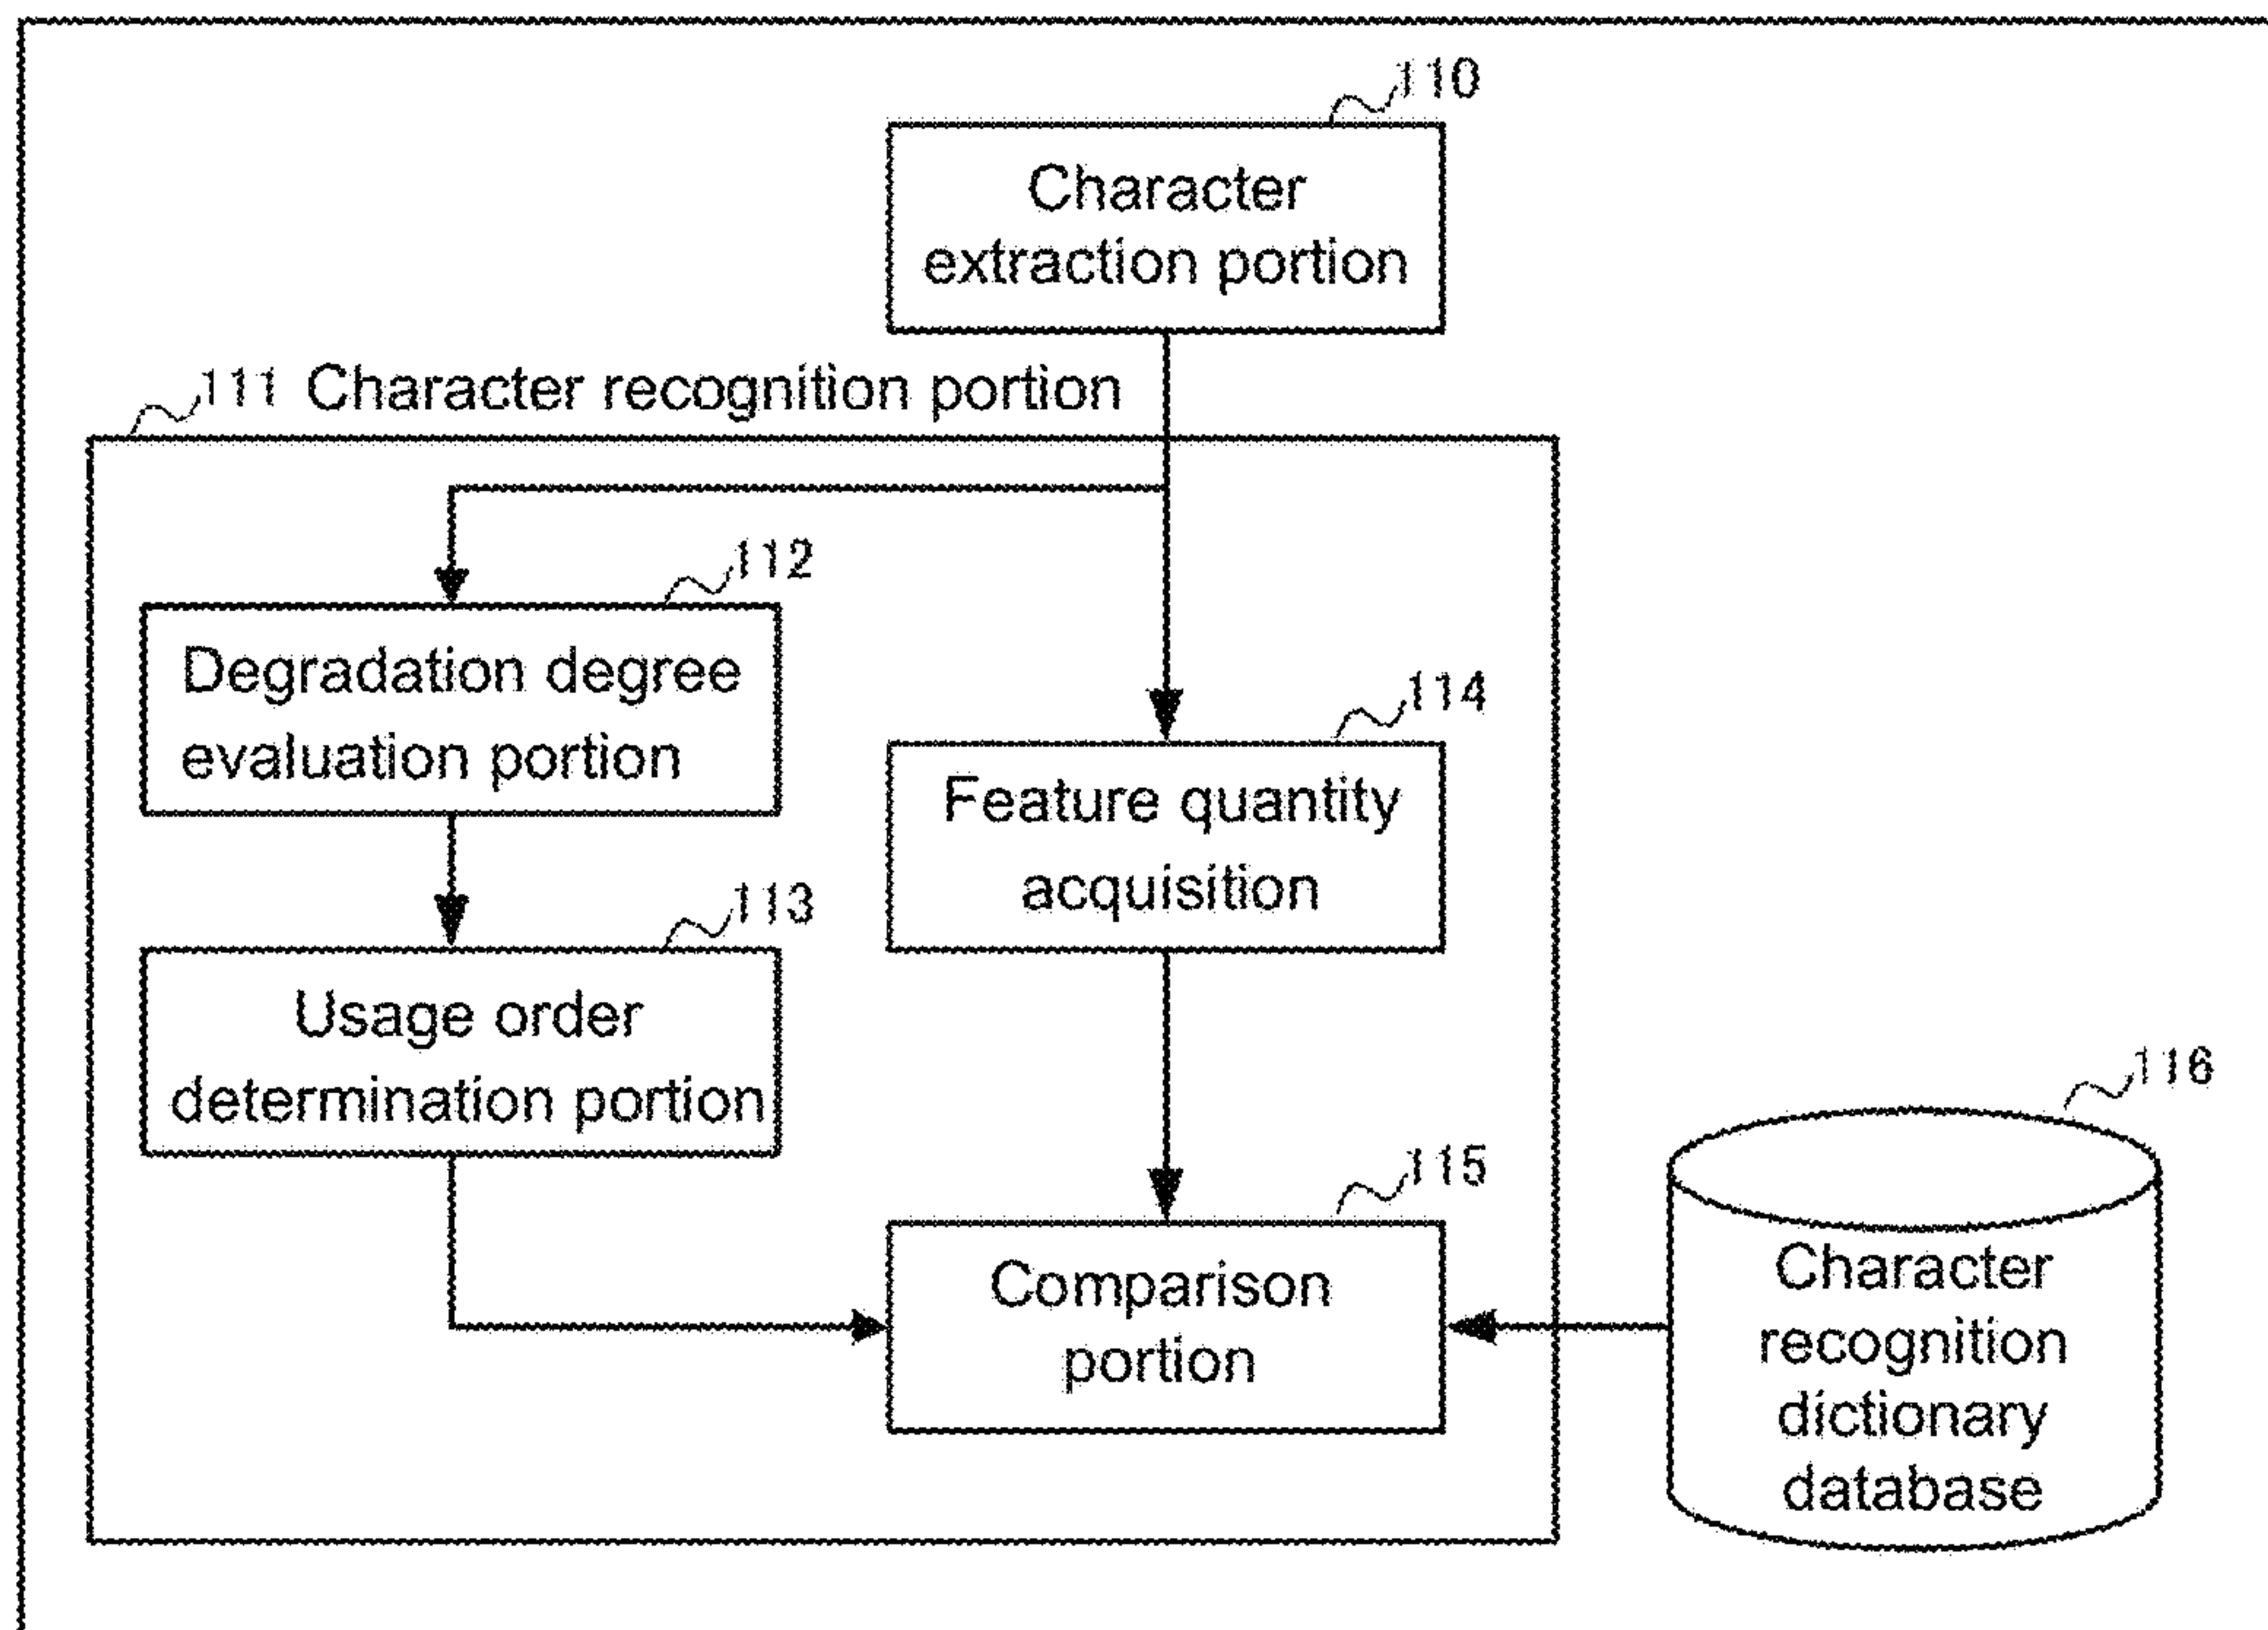 110
Character
extraction portion
111 Character recognition portion
112
Degradation degree
evaluation portion
114
Feature quantity
acquisition
113
Usage order
determination portion
116
115
Comparison
portion
Character
recognition
dictionary
database